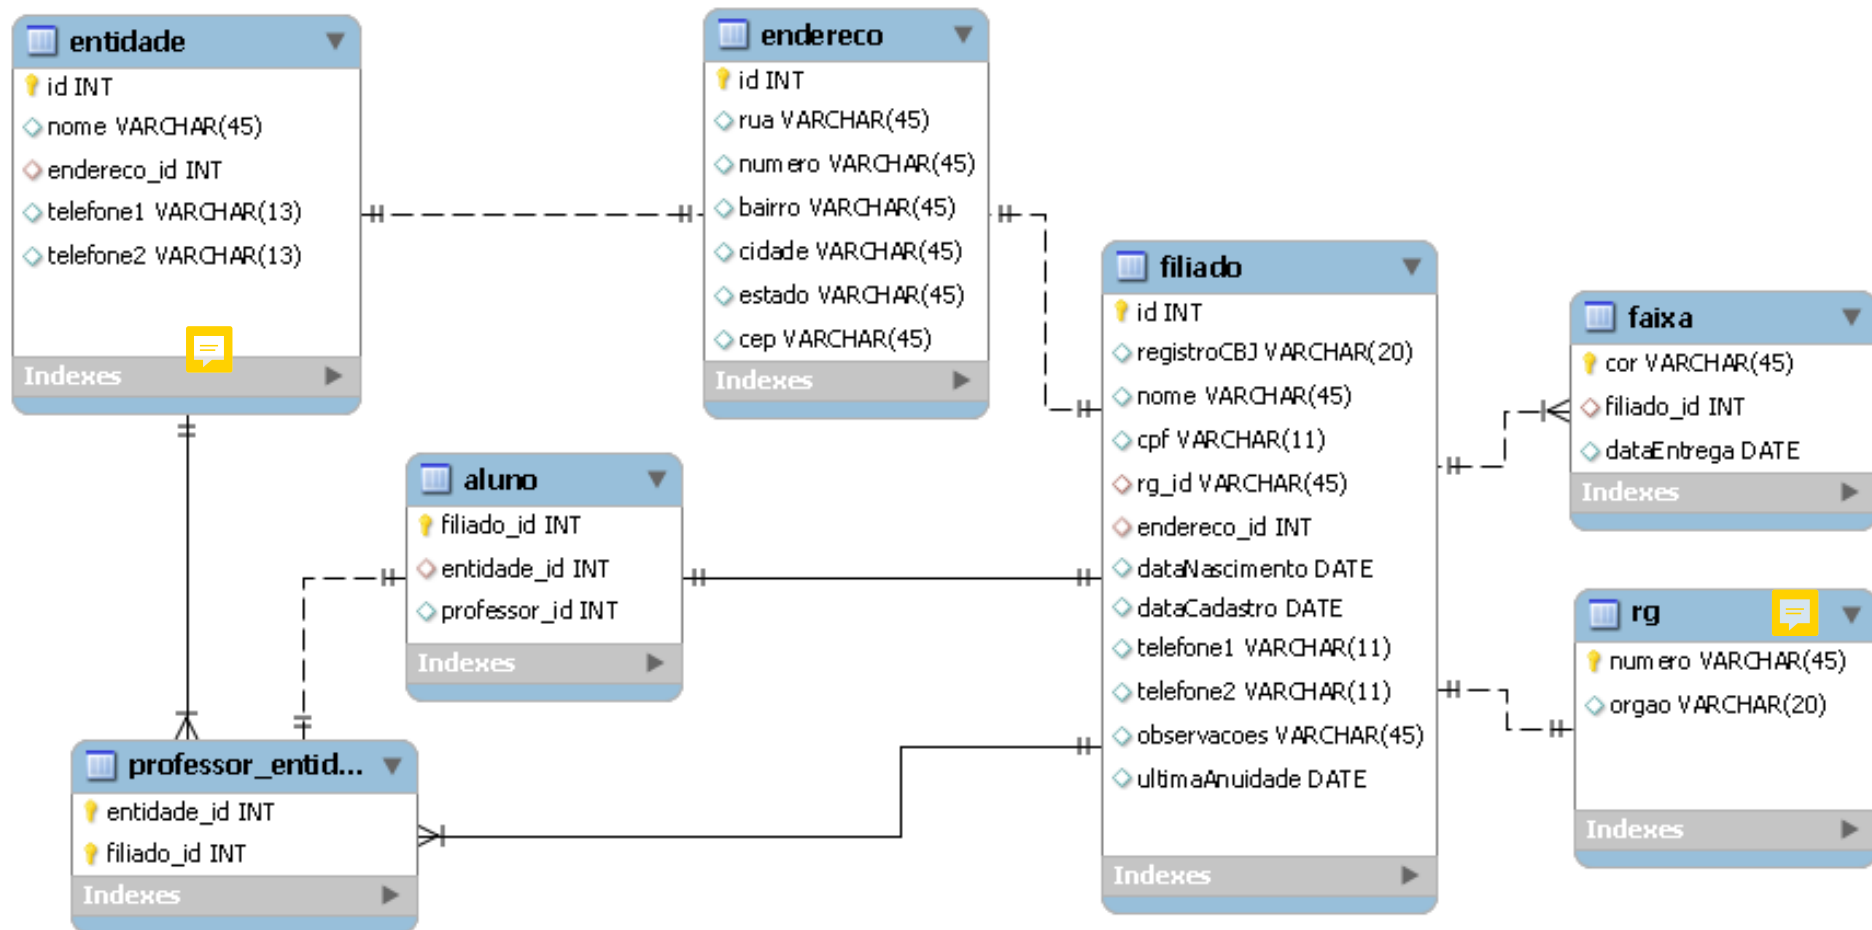 entidade
id INT
nome VARCHAR(45)
endereco_id INT
telefone1 VARCHAR(13)
telefone2 VARCHAR(13)
Indexes
endereco
id INT
rua VARCHAR(45)
numero VARCHAR(45)
bairro VARCHAR(45)
cidade VARCHAR(45)
estado VARCHAR(45)
cep VARCHAR(45)
Indexes
filiado
id INT
registroCBJ VARCHAR(20)
nome VARCHAR(45)
cpf VARCHAR(11)
rg_id VARCHAR(45)
endereco_id INT
dataNascimento DATE
dataCadastro DATE
telefone1 VARCHAR(11)
telefone2 VARCHAR(11)
observacoes VARCHAR(45)
ultimaAnuidade DATE
Indexes
faixa
cor VARCHAR(45)
filiado_id INT
dataEntrega DATE
Indexes
aluno
filiado_id INT
entidade_id INT
professor_id INT
Indexes
rg
numero VARCHAR(45)
orgao VARCHAR(20)
Indexes
professor_entid...
entidade_id INT
filiado_id INT
Indexes